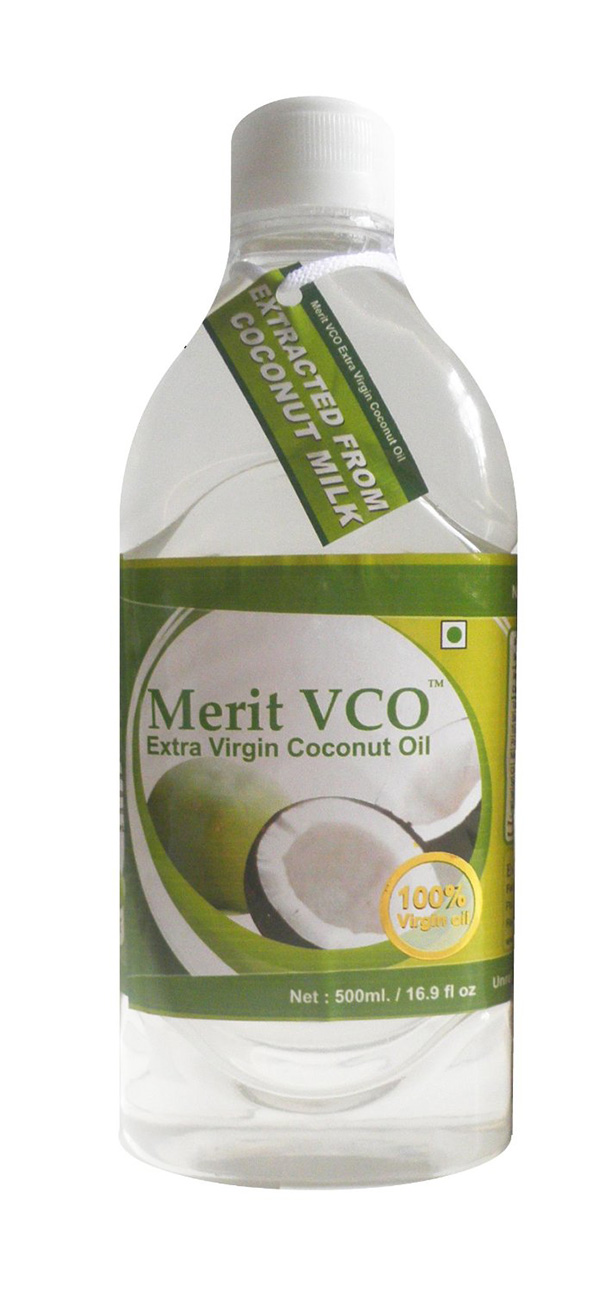 EXTRACTED FROM
COCONUT MILK
Merit VCO Extra Virgin Coconut Oil
Merit VCO™
Extra Virgin Coconut Oil
100%
Virgin oil
Net : 500ml. / 16.9 fl oz